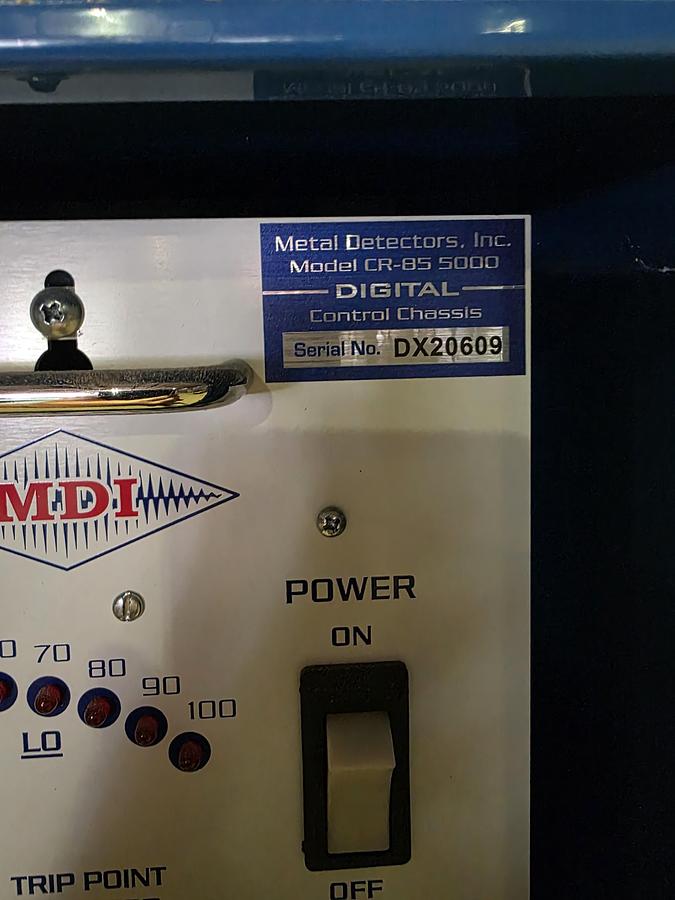 Metal Detectors, Inc.
Model CR-85 5000
DIGITAL
Control Chassis
Serial No. DX20609
MDI
POWER
ON
70
80
90
100
LO
TRIP POINT
OFF